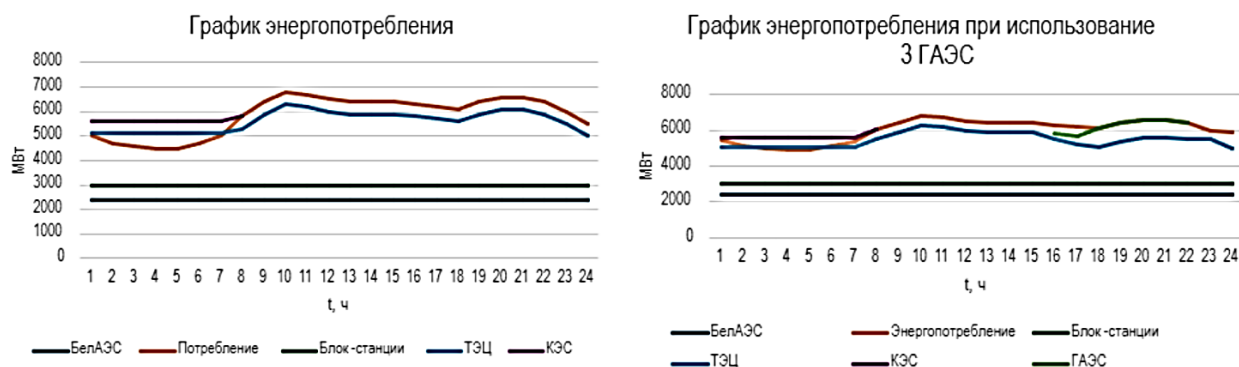 График энергопотребления
8000
7000
6000
5000
4000
3000
2000
1000
0
МВт
1 2 3 4 5 6 7 8 9 10 11 12 13 14 15 16 17 18 19 20 21 22 23 24
t, ч
БелАЭС Потребление Блок-станции ТЭЦ КЭС
График энергопотребления при использование
3 ГАЭС
8000
6000
4000
2000
0
МВт
1 2 3 4 5 6 7 8 9 10 11 12 13 14 15 16 17 18 19 20 21 22 23 24
t, ч
БелАЭС Энергопотребление Блок-станции
ТЭЦ КЭС ГАЭС